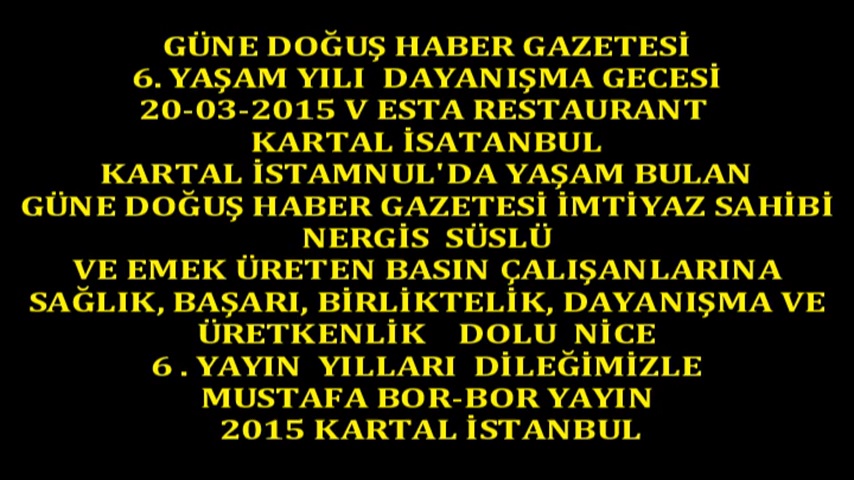 GÜNE DOĞUŞ HABER GAZETESİ
6. YAŞAM YILI DAYANIŞMA GECESİ
20-03-2015 V ESTA RESTAURANT
KARTAL İSATANBUL
KARTAL İSTAMNUL'DA YAŞAM BULAN
GÜNE DOĞUŞ HABER GAZETESİ İMTİYAZ SAHİBİ
NERGİS SÜSLÜ
VE EMEK ÜRETEN BASIN ÇALIŞANLARINA
SAĞLIK, BAŞARI, BİRLİKTELİK, DAYANIŞMA VE
ÜRETKENLİK DOLU NİCE
6 . YAYIN YILLARI DİLEĞİMİZLE
MUSTAFA BOR-BOR YAYIN
2015 KARTAL İSTANBUL